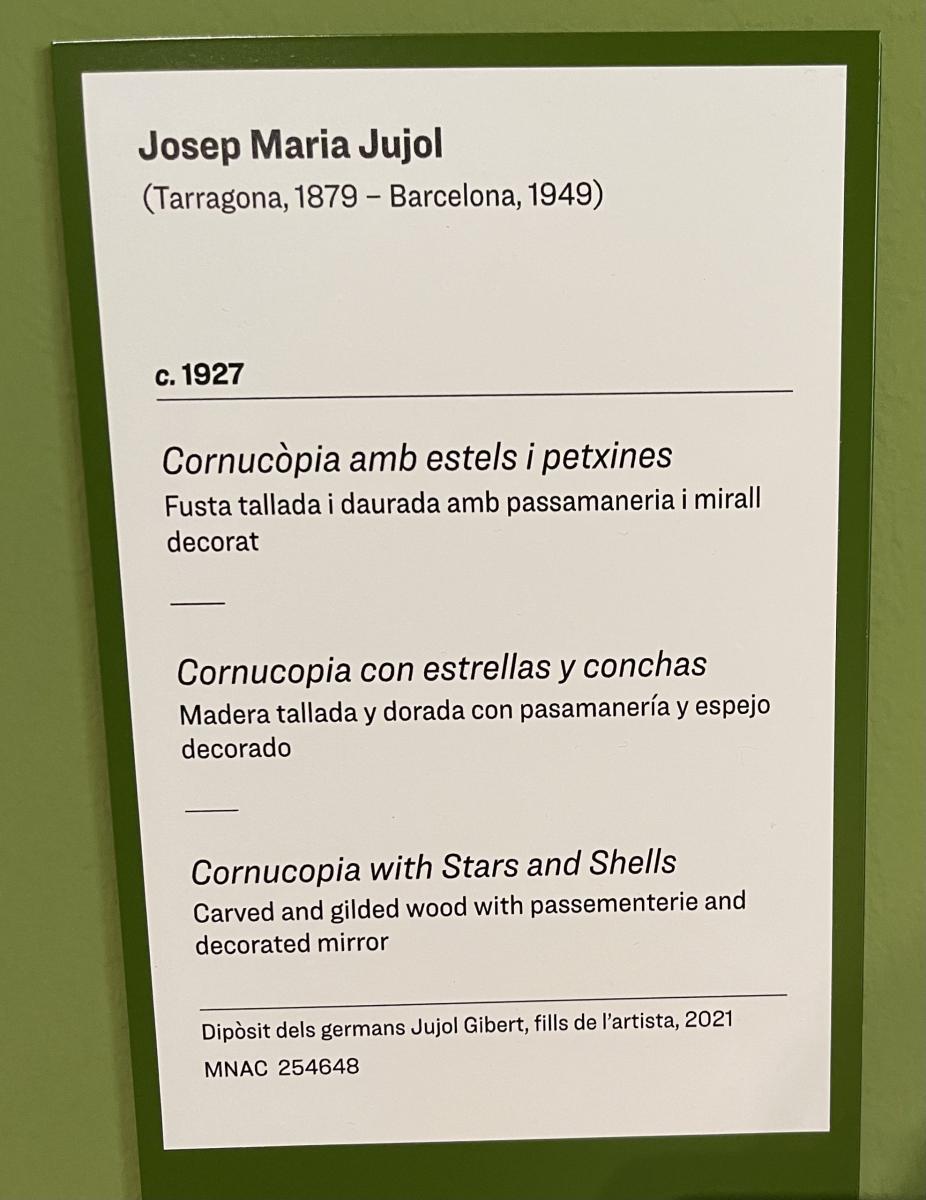 Josep Maria Jujol
(Tarragona, 1879 – Barcelona, 1949)
c. 1927
Cornucòpia amb estels i petxines
Fusta tallada i daurada amb passamaneria i mirall
decorat
Cornucopia con estrellas y conchas
Madera tallada y dorada con pasamanería y espejo
decorado
Cornucopia with Stars and Shells
Carved and gilded wood with passementerie and
decorated mirror
Dipòsit dels germans Jujol Gibert, fills de l’artista, 2021
MNAC 254648